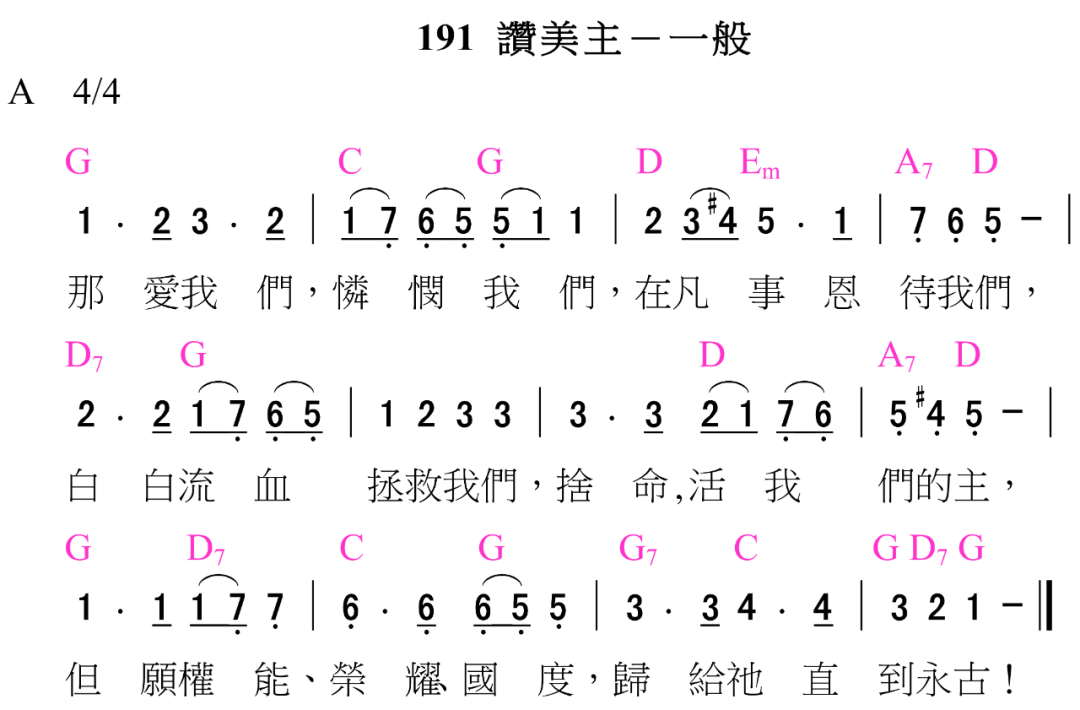 191 讚美主－一般
A 4/4
G C G D Em A7 D
1 · 2 3 · 2 | 1 7 6 5 5 1 1 | 2 3 #4 5 · 1 | 7 6 5 − |
那 愛我 們，憐 憫 我 們，在凡 事 恩 待我們，
D7 G D A7 D
2 · 2 1 7 6 5 | 1 2 3 3 | 3 · 3 2 1 7 6 | 5 #4 5 − |
白 白流 血 拯救我們，捨 命,活 我 們的主，
G D7 C G G7 C G D7 G
1 · 1 1 7 7 | 6 · 6 6 5 5 | 3 · 3 4 · 4 | 3 2 1 − ||
但 願權 能、榮 耀、國 度，歸 給祂 直 到永古！